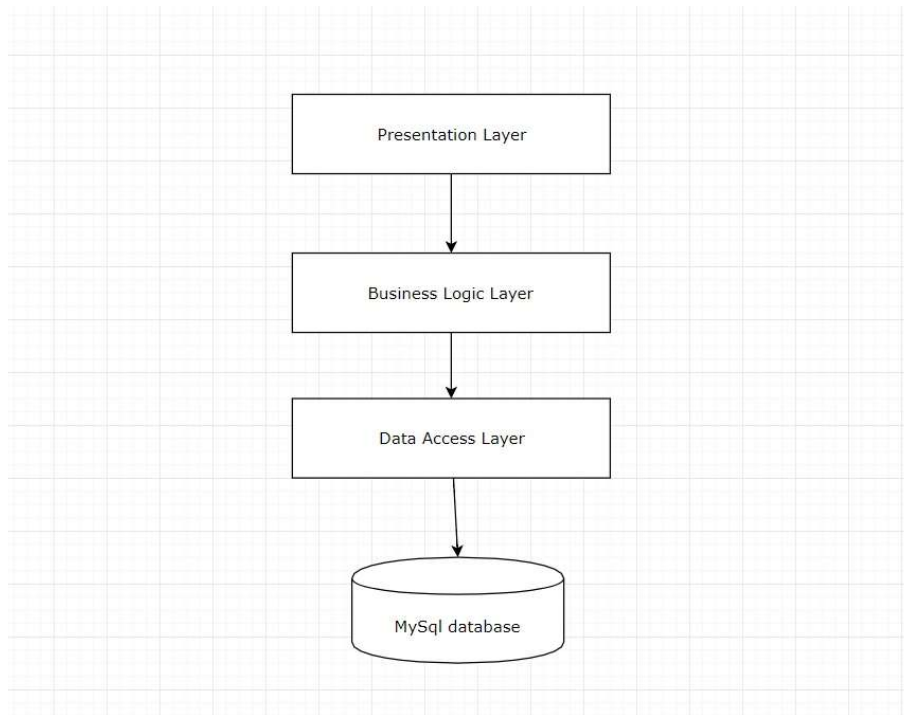 Presentation Layer
Business Logic Layer
Data Access Layer
MySql database